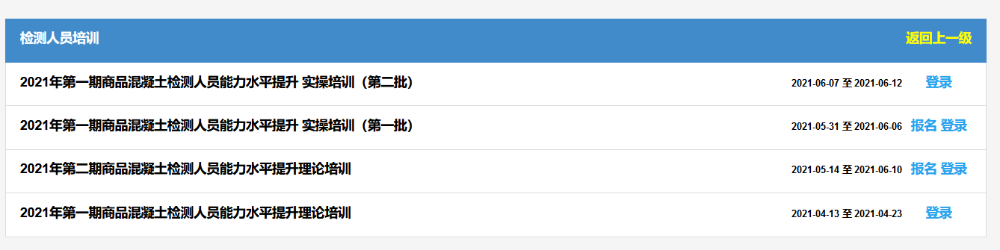 检测人员培训 返回上一级
2021年第一期商品混凝土检测人员能力水平提升 实操培训（第二批） 2021-06-07 至 2021-06-12 登录
2021年第一期商品混凝土检测人员能力水平提升 实操培训（第一批） 2021-05-31 至 2021-06-06 报名 登录
2021年第二期商品混凝土检测人员能力水平提升理论培训 2021-05-14 至 2021-06-10 报名 登录
2021年第一期商品混凝土检测人员能力水平提升理论培训 2021-04-13 至 2021-04-23 登录